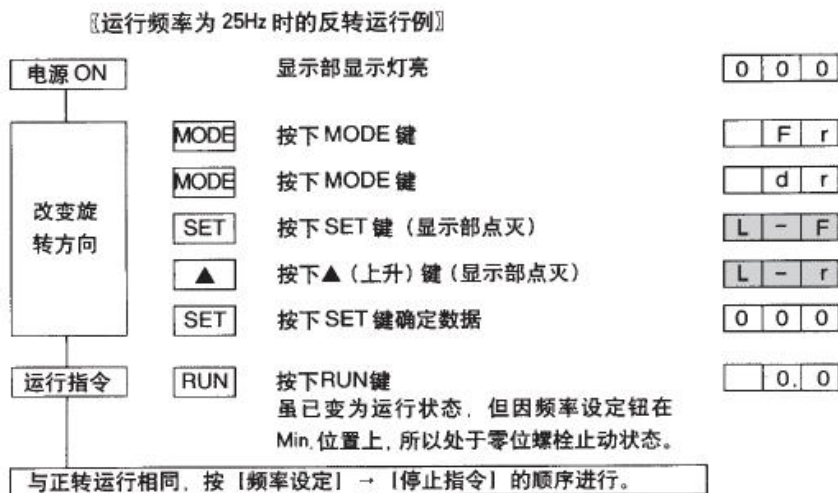 〖运行频率为 25Hz 时的反转运行例〗
电源 ON 显示部显示灯亮 0 0 0
MODE 按下 MODE 键 F r
MODE 按下 MODE 键 d r
改变旋
转方向
SET 按下 SET 键（显示部点灭） L - F
▲ 按下▲（上升）键（显示部点灭） L - r
SET 按下 SET 键确定数据 0 0 0
运行指令 RUN 按下RUN键 0. 0
虽已变为运行状态，但因频率设定钮在
Min.位置上，所以处于零位螺栓止动状态。
与正转运行相同，按［频率设定］→［停止指令］的顺序进行。